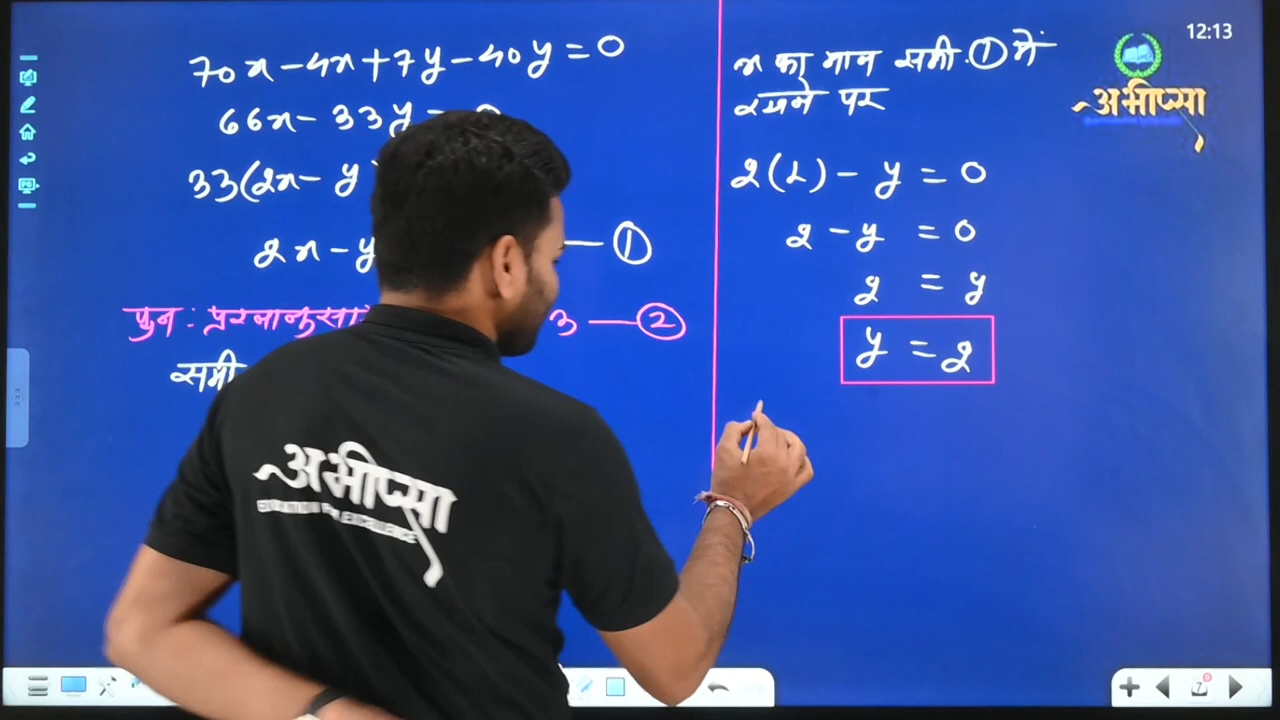 70x-4x+7y-40y=0
66x-33y
33(2x-y
2x-y — ①
पुन: प्रश्नानुसार 3 — ②
समी
x का मान समी. ① में
रखने पर
2(1)-y=0
2-y=0
2=y
y=2
12:13
अभीप्सा
अभीप्सा
7